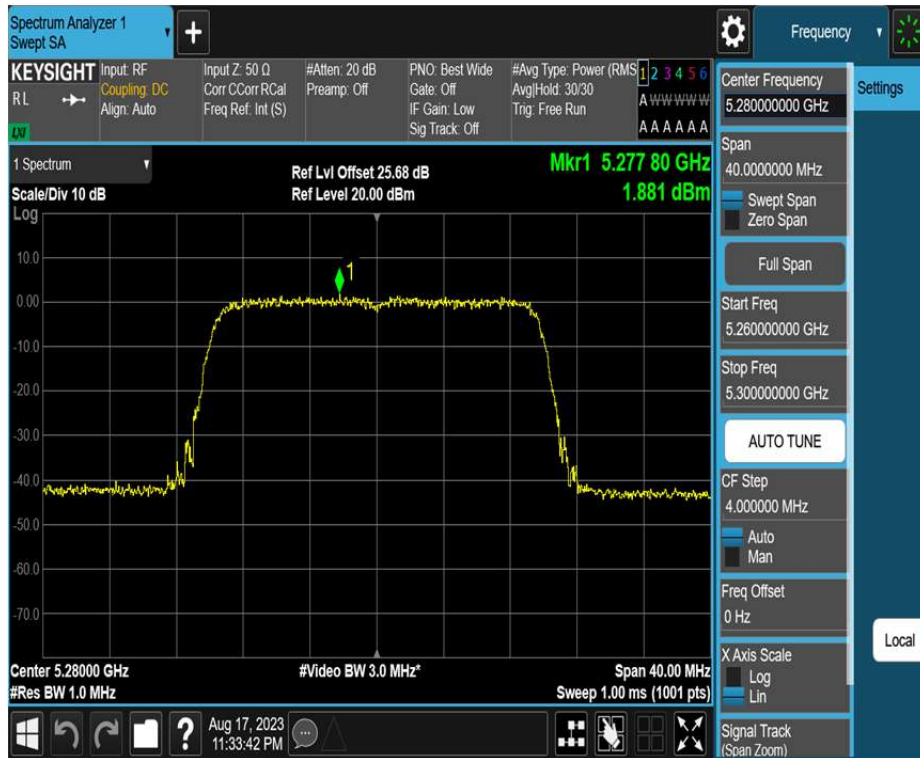 Spectrum Analyzer 1
Swept SA
+
Frequency
KEYSIGHT
R L
LXI
Input: RF
Coupling: DC
Align: Auto
Input Z: 50 Ω
Corr CCorr RCal
Freq Ref: Int (S)
#Atten: 20 dB
Preamp: Off
PNO: Best Wide
Gate: Off
IF Gain: Low
Sig Track: Off
#Avg Type: Power (RMS
Avg|Hold: 30/30
Trig: Free Run
1 2 3 4 5 6
A W W W W W
A A A A A A
1 Spectrum
Scale/Div 10 dB
Log
Ref Lvl Offset 25.68 dB
Ref Level 20.00 dBm
Mkr1 5.277 80 GHz
1.881 dBm
1
10.0
0.00
-10.0
-20.0
-30.0
-40.0
-50.0
-60.0
-70.0
Center 5.28000 GHz
#Res BW 1.0 MHz
#Video BW 3.0 MHz*
Span 40.00 MHz
Sweep 1.00 ms (1001 pts)
?
Aug 17, 2023
11:33:42 PM
Center Frequency
5.280000000 GHz
Settings
Span
40.0000000 MHz
Swept Span
Zero Span
Full Span
Start Freq
5.260000000 GHz
Stop Freq
5.300000000 GHz
AUTO TUNE
CF Step
4.000000 MHz
Auto
Man
Freq Offset
0 Hz
X Axis Scale
Log
Lin
Local
Signal Track
(Span Zoom)